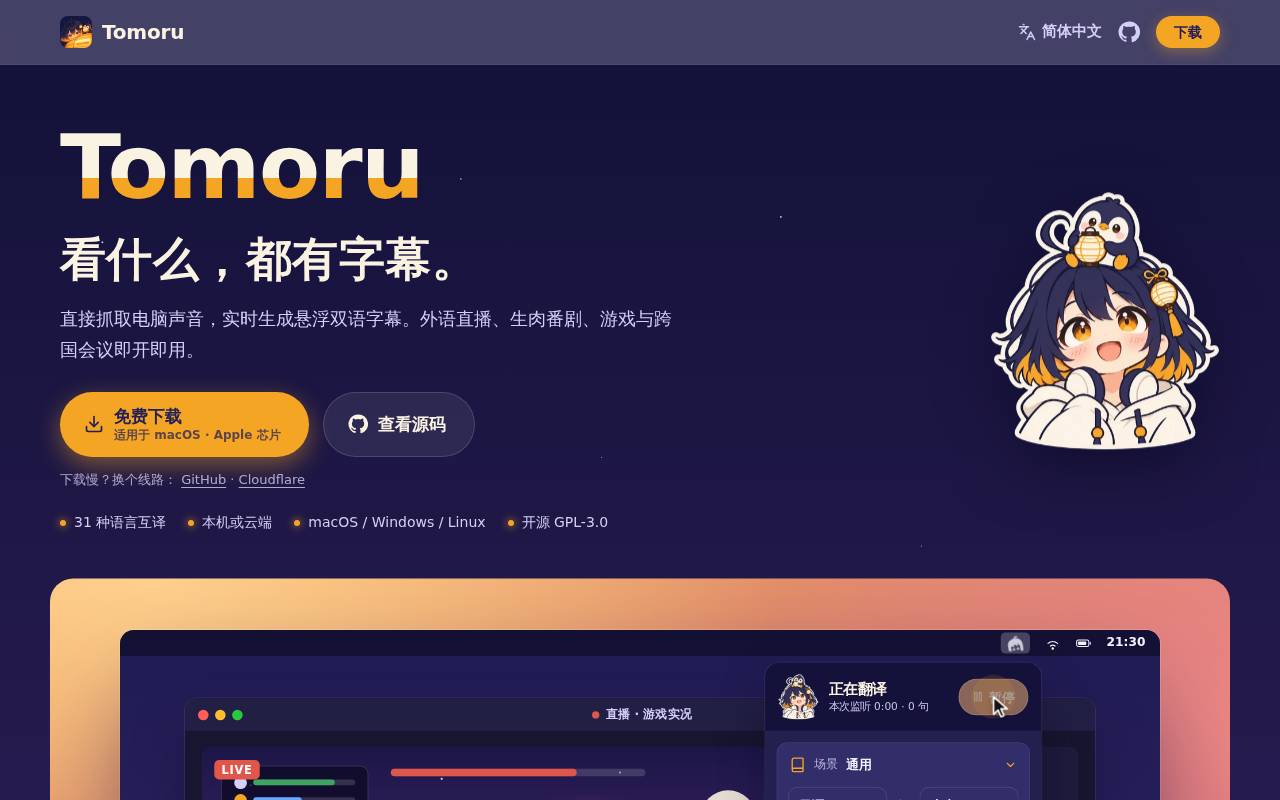 Tomoru
简体中文
下载
Tomoru
看什么，都有字幕。
直接抓取电脑声音，实时生成悬浮双语字幕。外语直播、生肉番剧、游戏与跨
国会议即开即用。
免费下载
适用于 macOS · Apple 芯片
查看源码
下载慢？换个线路： GitHub · Cloudflare
31 种语言互译
本机或云端
macOS / Windows / Linux
开源 GPL-3.0
21:30
正在翻译
本次监听 0:00 · 0 句
暂停
直播 · 游戏实况
LIVE
场景 通用